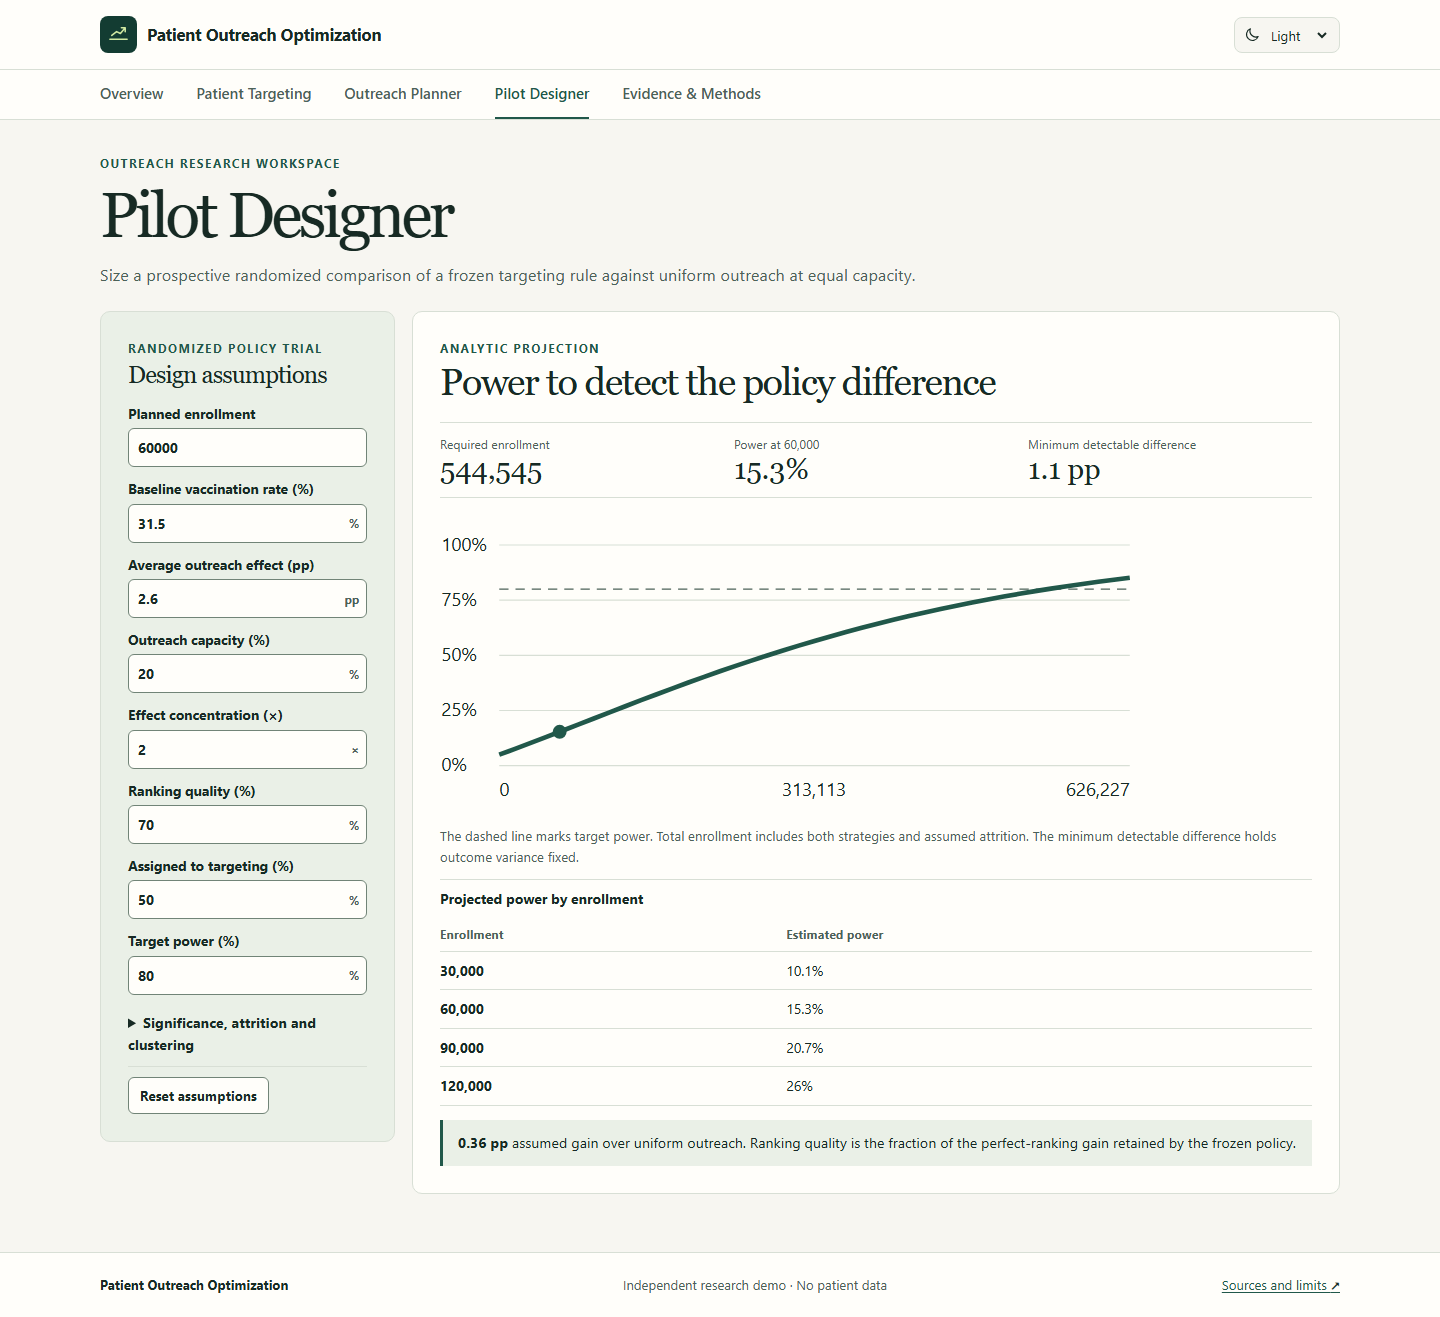 Patient Outreach Optimization
Light
Overview
Patient Targeting
Outreach Planner
Pilot Designer
Evidence & Methods
OUTREACH RESEARCH WORKSPACE
Pilot Designer
Size a prospective randomized comparison of a frozen targeting rule against uniform outreach at equal capacity.
RANDOMIZED POLICY TRIAL
Design assumptions
Planned enrollment
60000
Baseline vaccination rate (%)
31.5 %
Average outreach effect (pp)
2.6 pp
Outreach capacity (%)
20 %
Effect concentration (×)
2 ×
Ranking quality (%)
70 %
Assigned to targeting (%)
50 %
Target power (%)
80 %
Significance, attrition and
clustering
Reset assumptions
ANALYTIC PROJECTION
Power to detect the policy difference
Required enrollment
544,545
Power at 60,000
15.3%
Minimum detectable difference
1.1 pp
100%
75%
50%
25%
0%
0
313,113
626,227
The dashed line marks target power. Total enrollment includes both strategies and assumed attrition. The minimum detectable difference holds
outcome variance fixed.
Projected power by enrollment
Enrollment Estimated power
30,000 10.1%
60,000 15.3%
90,000 20.7%
120,000 26%
0.36 pp assumed gain over uniform outreach. Ranking quality is the fraction of the perfect-ranking gain retained by the frozen policy.
Patient Outreach Optimization
Independent research demo · No patient data
Sources and limits ↗